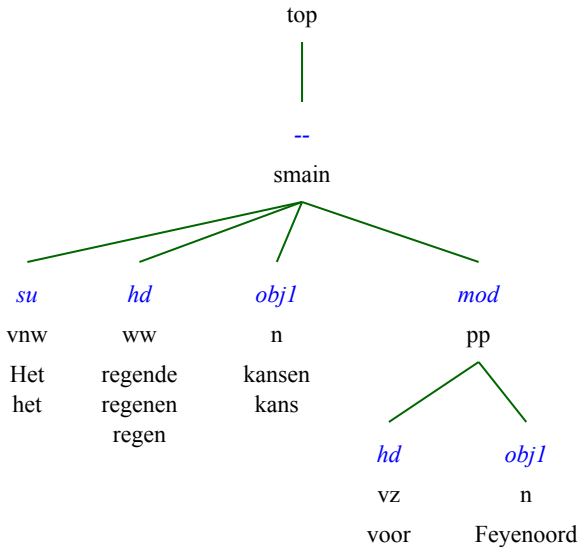 top
--
smain
su hd obj1 mod
vnw ww n pp
Het regende kansen
het regenen kans
regen
hd obj1
vz n
voor Feyenoord